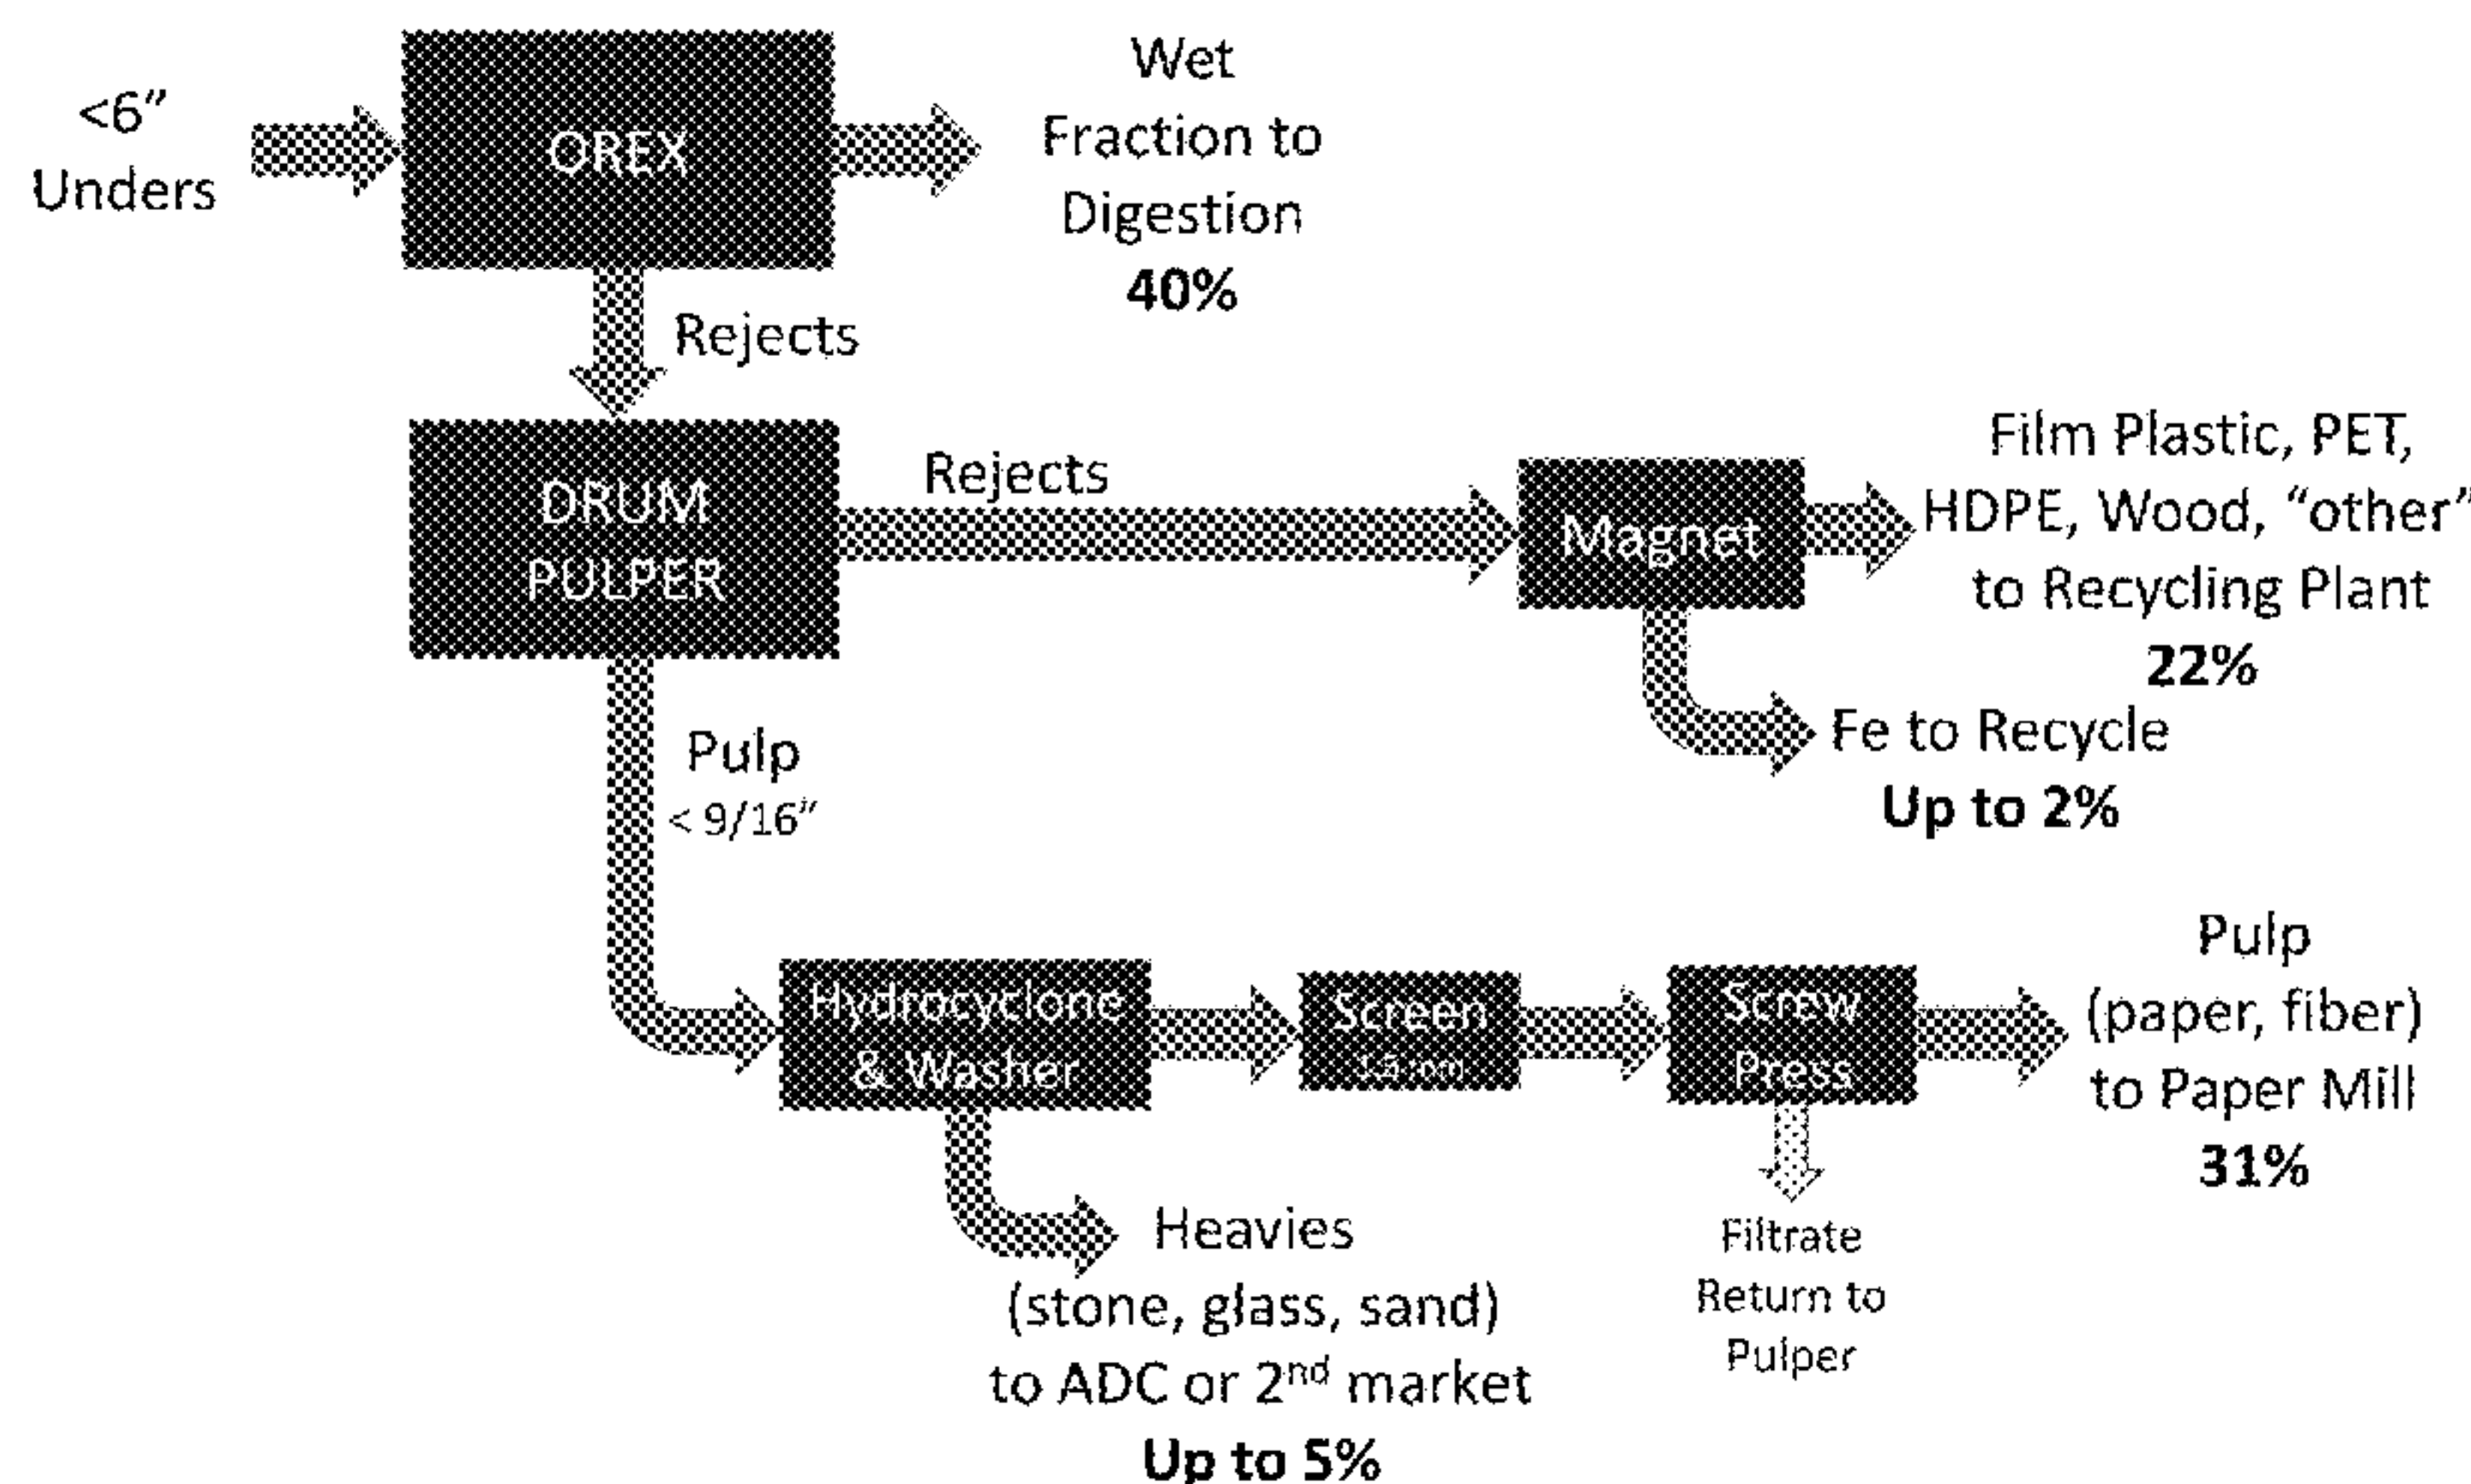 <6"
Unders
OREX
Wet
Fraction to
Digestion
40%
Rejects
DRUM
PULPER
Rejects
Magnet
Film Plastic, PET,
HDPE, Wood, "other"
to Recycling Plant
22%
Fe to Recycle
Up to 2%
Pulp
< 9/16"
Hydrocyclone
& Washer
Screen
Screw
Press
Pulp
(paper, fiber)
to Paper Mill
31%
Heavies
(stone, glass, sand)
to ADC or 2nd market
Up to 5%
Filtrate
Return to
Pulper